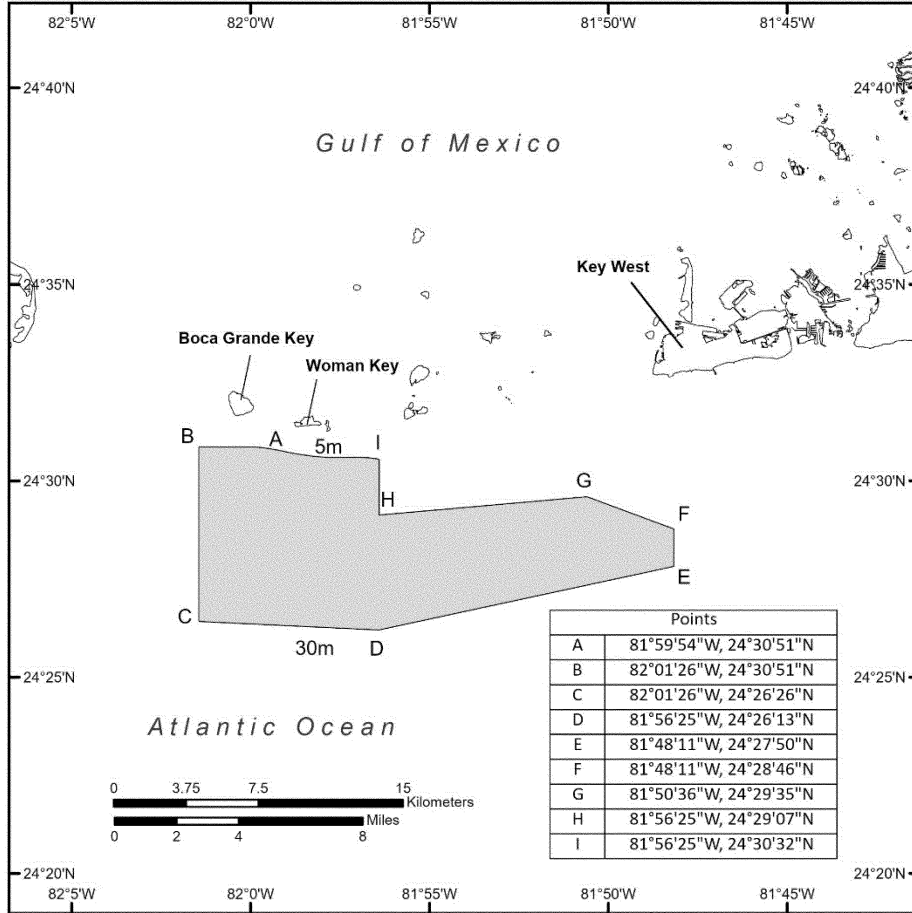 82°5'W 82°0'W 81°55'W 81°50'W 81°45'W
24°40'N 24°40'N
Gulf of Mexico
24°35'N 24°35'N
Key West
Boca Grande Key
Woman Key
B A 5m I
24°30'N 24°30'N
G
H
F
E
C
30m D
Points
A 81°59'54"W, 24°30'51"N
B 82°01'26"W, 24°30'51"N
C 82°01'26"W, 24°26'26"N
D 81°56'25"W, 24°26'13"N
E 81°48'11"W, 24°27'50"N
F 81°48'11"W, 24°28'46"N
G 81°50'36"W, 24°29'35"N
H 81°56'25"W, 24°29'07"N
I 81°56'25"W, 24°30'32"N
24°25'N 24°25'N
Atlantic Ocean
0 3.75 7.5 15
Kilometers
Miles
0 2 4 8
24°20'N 24°20'N
82°5'W 82°0'W 81°55'W 81°50'W 81°45'W